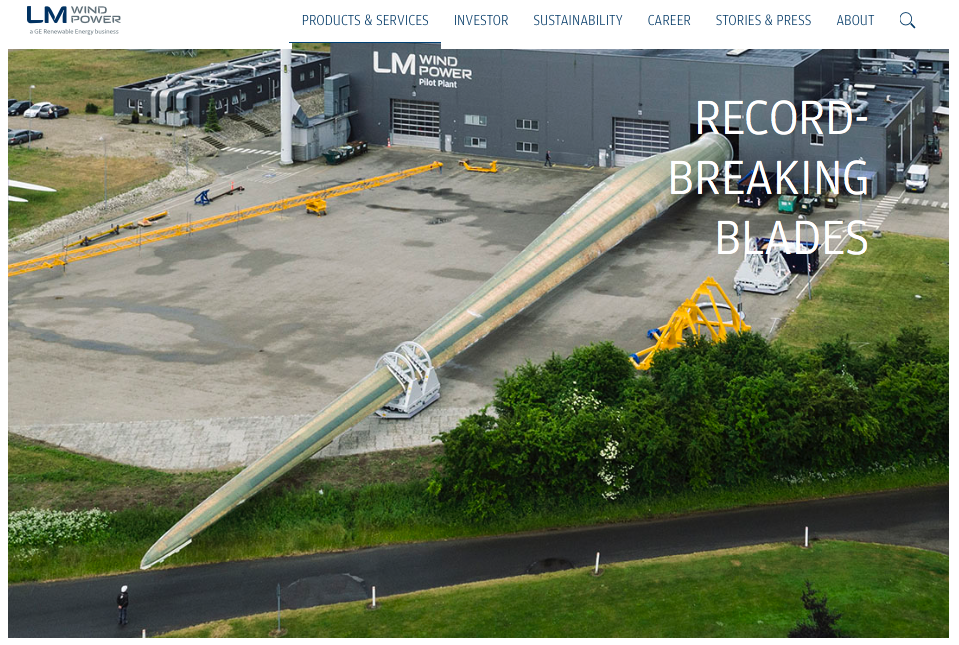 LM WIND POWER
a GE Renewable Energy business
PRODUCTS & SERVICES INVESTOR SUSTAINABILITY CAREER STORIES & PRESS ABOUT
LM WIND POWER
Pilot Plant
RECORD-
BREAKING
BLADES